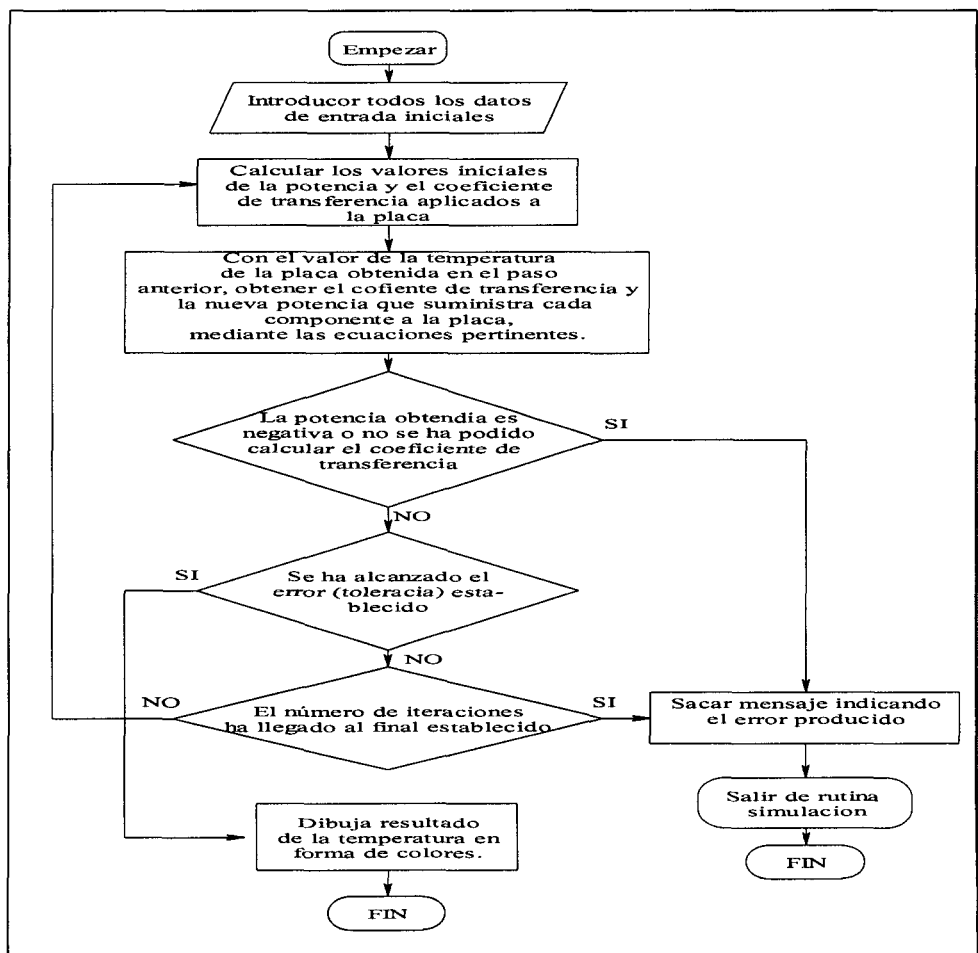 Empezar
Introducor todos los datos
de entrada iniciales
Calcular los valores iniciales
de la potencia y el coeficiente
de transferencia aplicados a
la placa
Con el valor de la temperatura
de la placa obtenida en el paso
anterior, obtener el cofiente de transferencia y
la nueva potencia que suministra cada
componente a la placa,
mediante las ecuaciones pertinentes.
La potencia obtendia es
negativa o no se ha podido
calcular el coeficiente de
transferencia
SI
NO
SI
Se ha alcanzado el
error (toleracia) esta-
blecido
NO
NO
El número de iteraciones
ha llegado al final establecido
SI
Sacar mensaje indicando
el error producido
Salir de rutina
simulacion
FIN
Dibuja resultado
de la temperatura en
forma de colores.
FIN